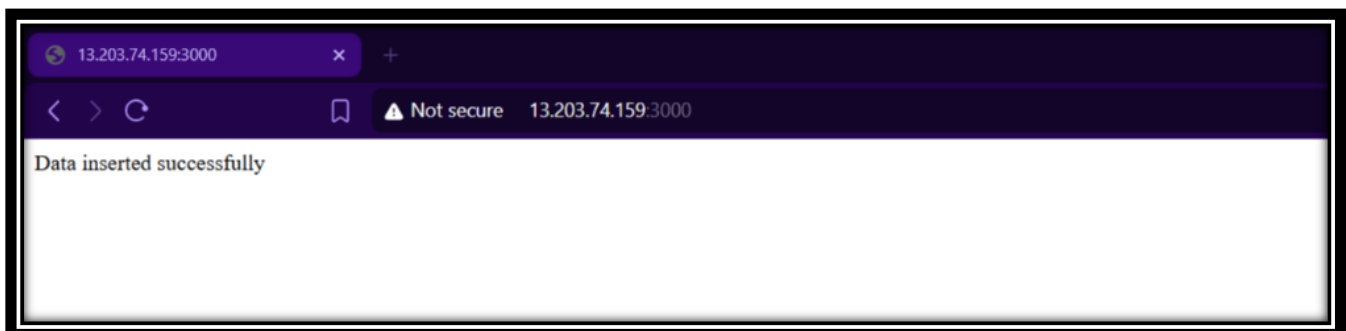 13.203.74.159:3000
Not secure 13.203.74.159:3000
Data inserted successfully